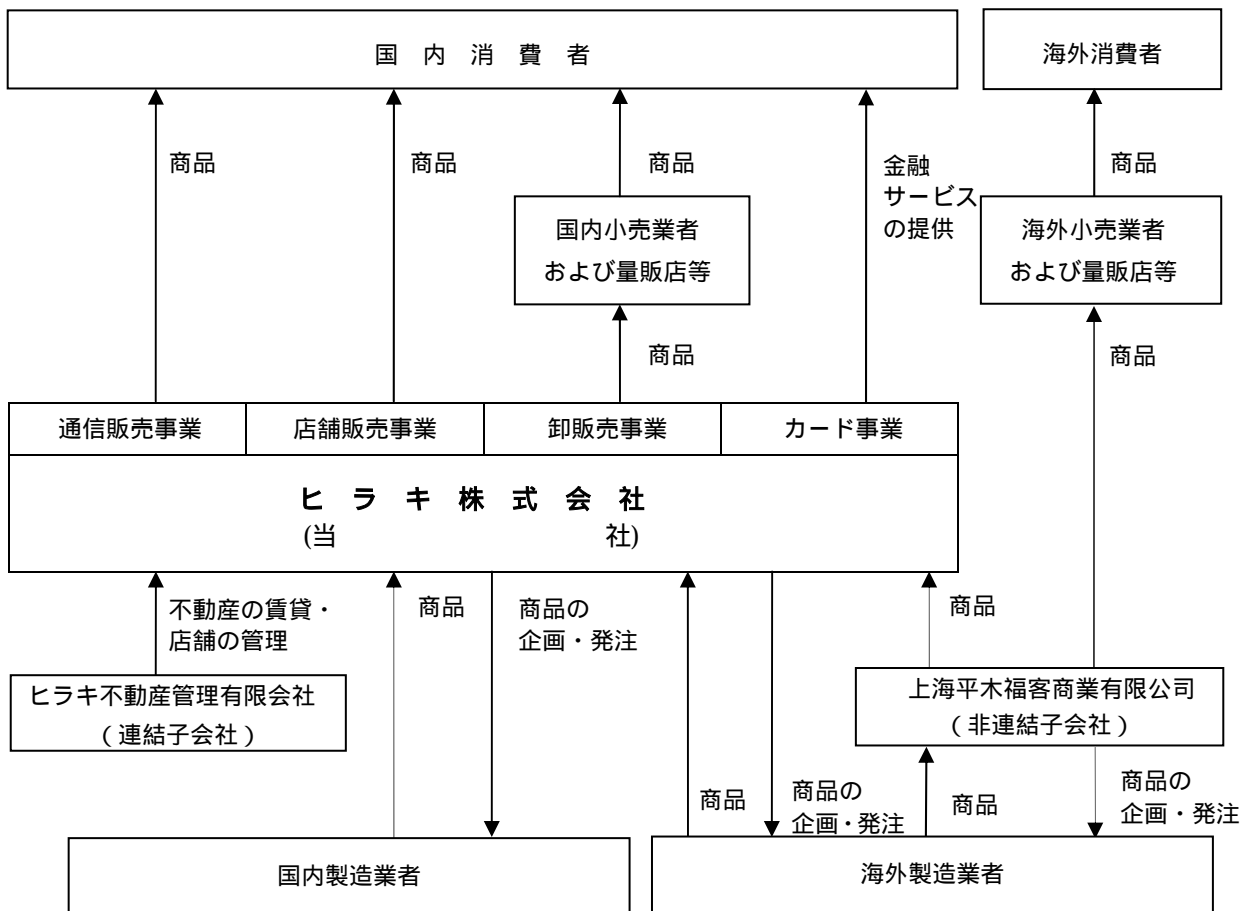 国 内 消 費 者
海外消費者
商品
商品
商品
金融
サービス
の提供
商品
国内小売業者
および量販店等
海外小売業者
および量販店等
商品
商品
通信販売事業
店舗販売事業
卸販売事業
カード事業
ヒ ラ キ 株 式 会 社
(当 社)
不動産の賃貸・
店舗の管理
商品
商品の
企画・発注
商品
ヒラキ不動産管理有限会社
(連結子会社)
上海平木福客商業有限公司
(非連結子会社)
商品
商品の
企画・発注
商品
商品の
企画・発注
国内製造業者
海外製造業者